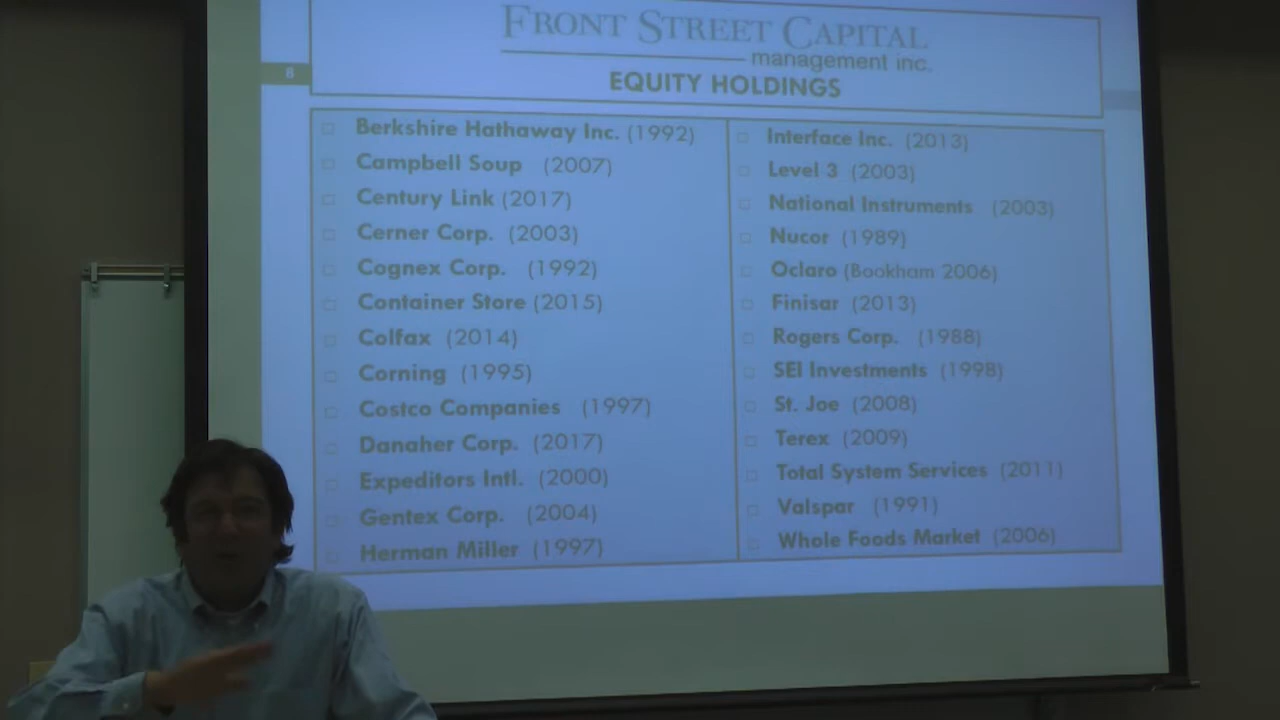 FRONT STREET CAPITAL
management inc.
8
EQUITY HOLDINGS
Berkshire Hathaway Inc. (1992)
Campbell Soup (2007)
Century Link (2017)
Cerner Corp. (2003)
Cognex Corp. (1992)
Container Store (2015)
Colfax (2014)
Corning (1995)
Costco Companies (1997)
Danaher Corp. (2017)
Expeditors Intl. (2000)
Gentex Corp. (2004)
Herman Miller (1997)
Interface Inc. (2013)
Level 3 (2003)
National Instruments (2003)
Nucor (1989)
Oclaro (Bookham 2006)
Finisar (2013)
Rogers Corp. (1988)
SEI Investments (1998)
St. Joe (2008)
Terex (2009)
Total System Services (2011)
Valspar (1991)
Whole Foods Market (2006)